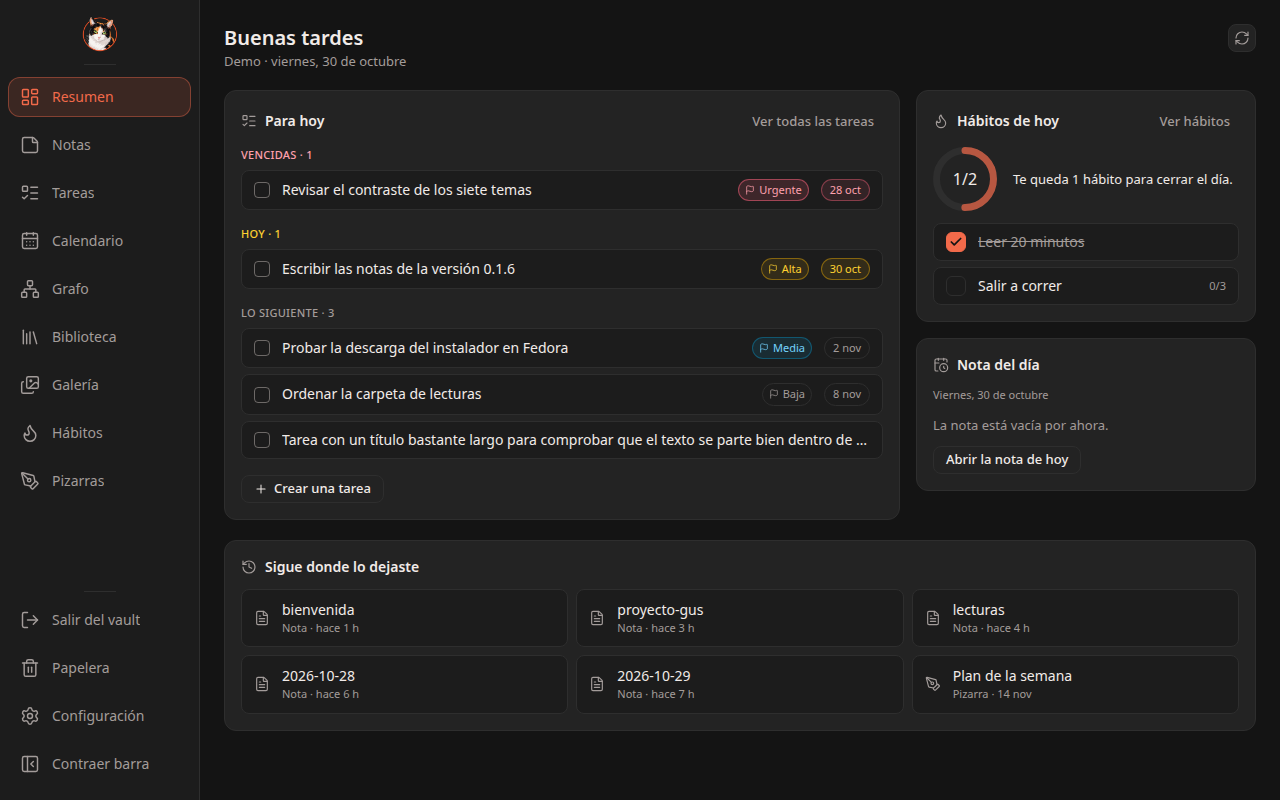 Resumen
Notas
Tareas
Calendario
Grafo
Biblioteca
Galería
Hábitos
Pizarras
Salir del vault
Papelera
Configuración
Contraer barra
Buenas tardes
Demo · viernes, 30 de octubre
Para hoy
Ver todas las tareas
VENCIDAS · 1
Revisar el contraste de los siete temas Urgente 28 oct
HOY · 1
Escribir las notas de la versión 0.1.6 Alta 30 oct
LO SIGUIENTE · 3
Probar la descarga del instalador en Fedora Media 2 nov
Ordenar la carpeta de lecturas Baja 8 nov
Tarea con un título bastante largo para comprobar que el texto se parte bien dentro de ...
Crear una tarea
Hábitos de hoy
Ver hábitos
1/2
Te queda 1 hábito para cerrar el día.
Leer 20 minutos
Salir a correr 0/3
Nota del día
Viernes, 30 de octubre
La nota está vacía por ahora.
Abrir la nota de hoy
Sigue donde lo dejaste
bienvenida
Nota · hace 1 h
proyecto-gus
Nota · hace 3 h
lecturas
Nota · hace 4 h
2026-10-28
Nota · hace 6 h
2026-10-29
Nota · hace 7 h
Plan de la semana
Pizarra · 14 nov